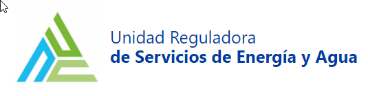 Unidad Reguladora
de Servicios de Energía y Agua